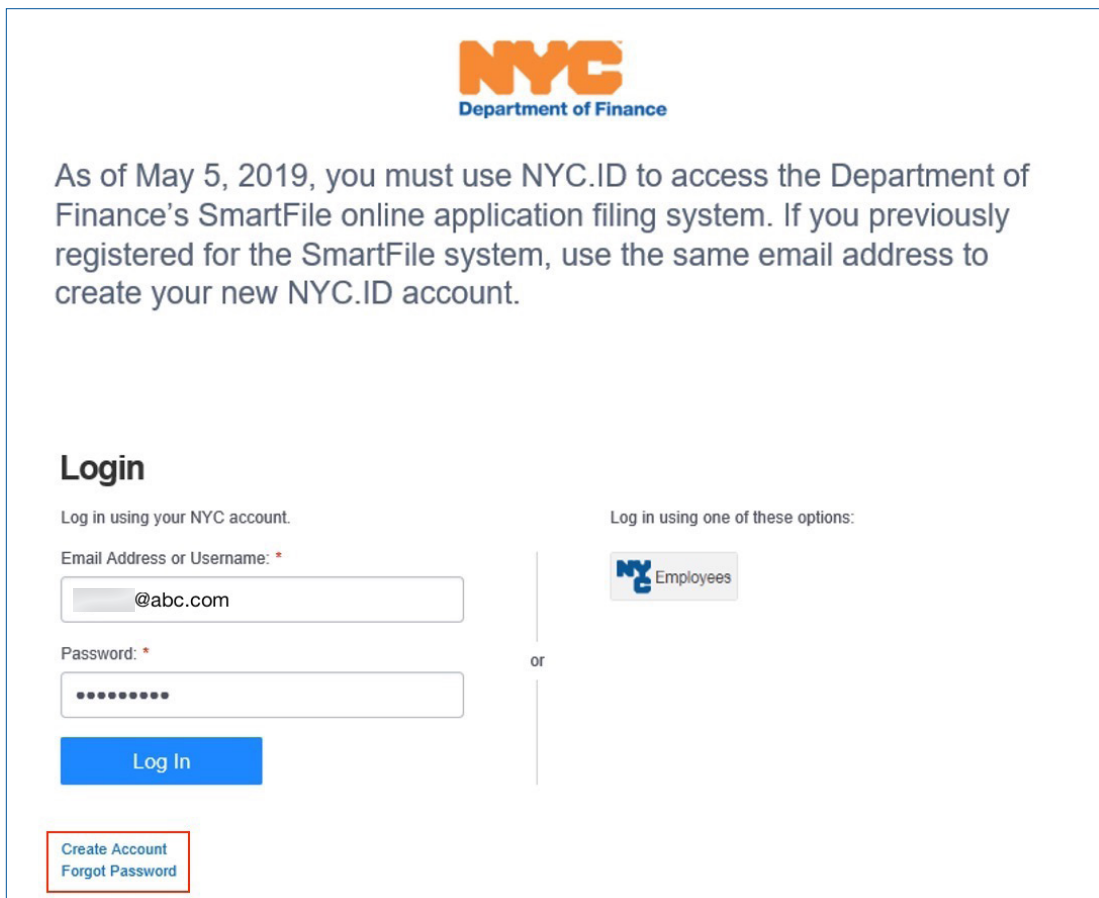 NYC
Department of Finance
As of May 5, 2019, you must use NYC.ID to access the Department of
Finance's SmartFile online application filing system. If you previously
registered for the SmartFile system, use the same email address to
create your new NYC.ID account.
Login
Log in using your NYC account.
Email Address or Username: *
@abc.com
Password: *
•••••••••
Log In
or
Log in using one of these options:
NYC Employees
Create Account
Forgot Password